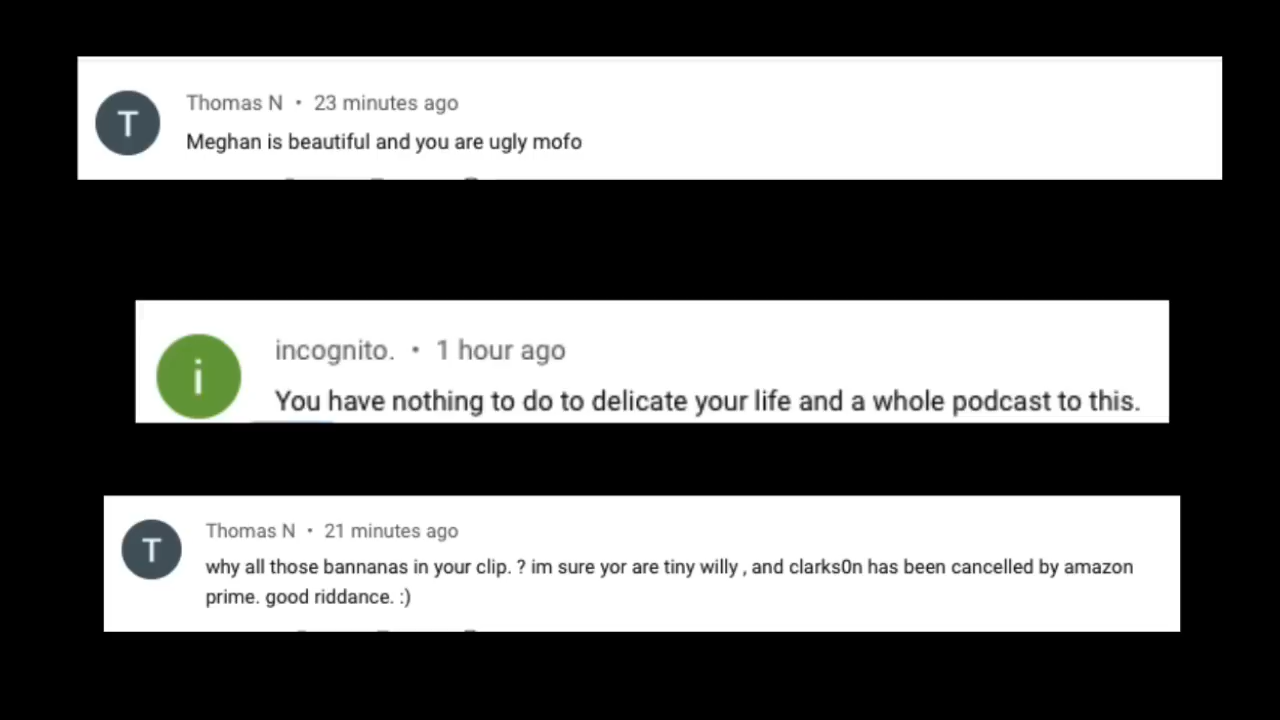 T
Thomas N • 23 minutes ago
Meghan is beautiful and you are ugly mofo
i
incognito. • 1 hour ago
You have nothing to do to delicate your life and a whole podcast to this.
T
Thomas N • 21 minutes ago
why all those bannanas in your clip. ? im sure yor are tiny willy , and clarks0n has been cancelled by amazon
prime. good riddance. :)